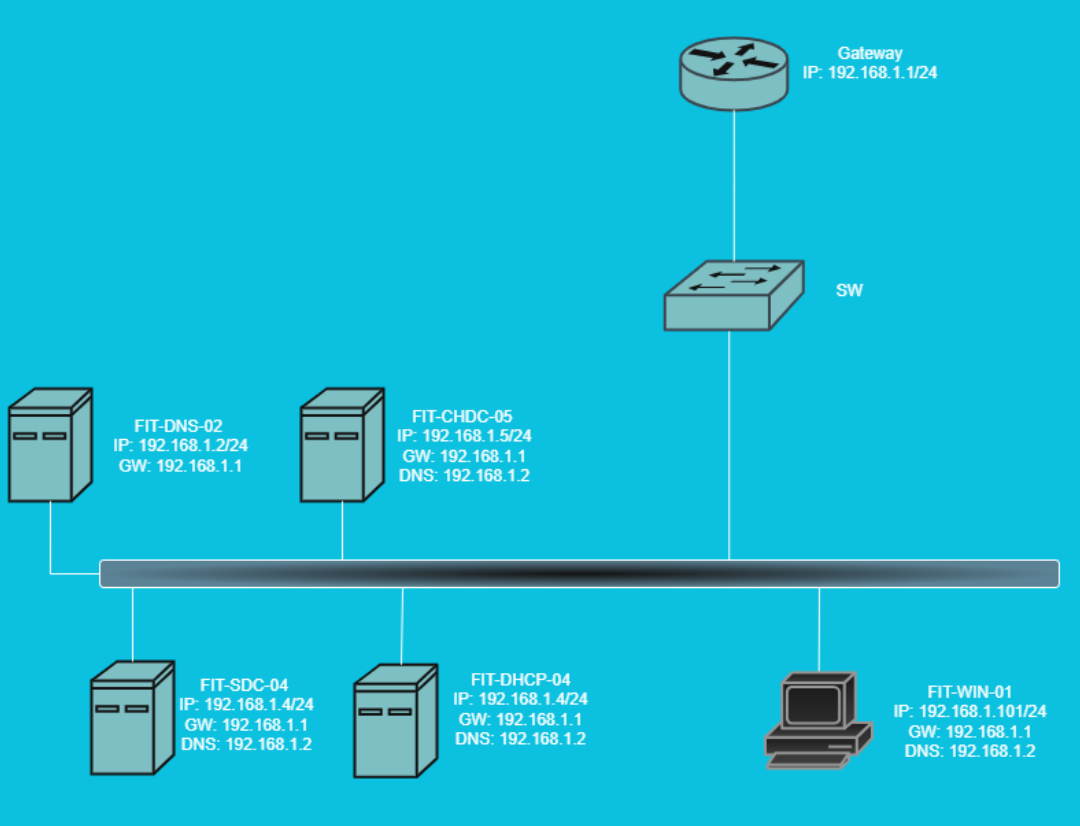 Gateway
IP: 192.168.1.1/24
SW
FIT-DNS-02
IP: 192.168.1.2/24
GW: 192.168.1.1
FIT-CHDC-05
IP: 192.168.1.5/24
GW: 192.168.1.1
DNS: 192.168.1.2
FIT-SDC-04
IP: 192.168.1.4/24
GW: 192.168.1.1
DNS: 192.168.1.2
FIT-DHCP-04
IP: 192.168.1.4/24
GW: 192.168.1.1
DNS: 192.168.1.2
FIT-WIN-01
IP: 192.168.1.101/24
GW: 192.168.1.1
DNS: 192.168.1.2